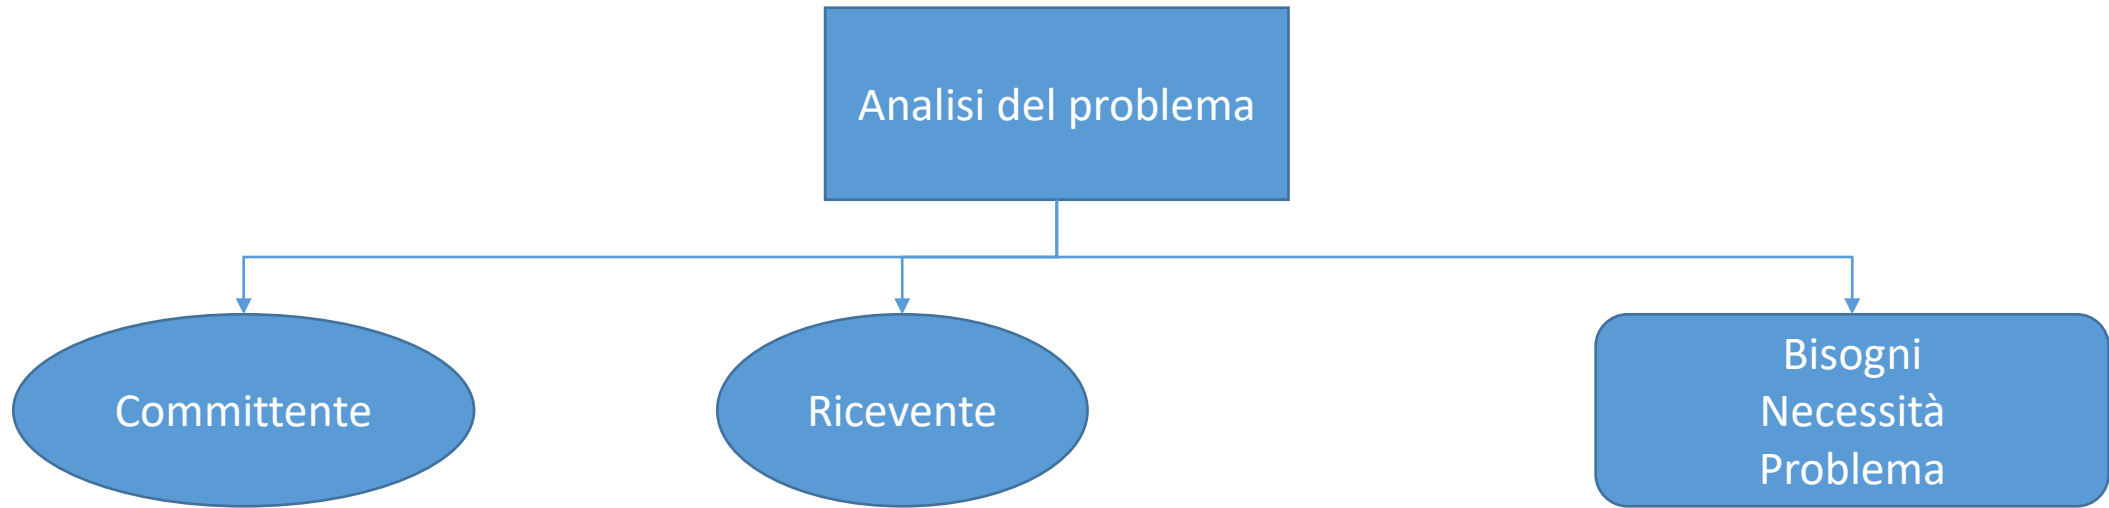 Analisi del problema
Committente
Ricevente
Bisogni
Necessità
Problema